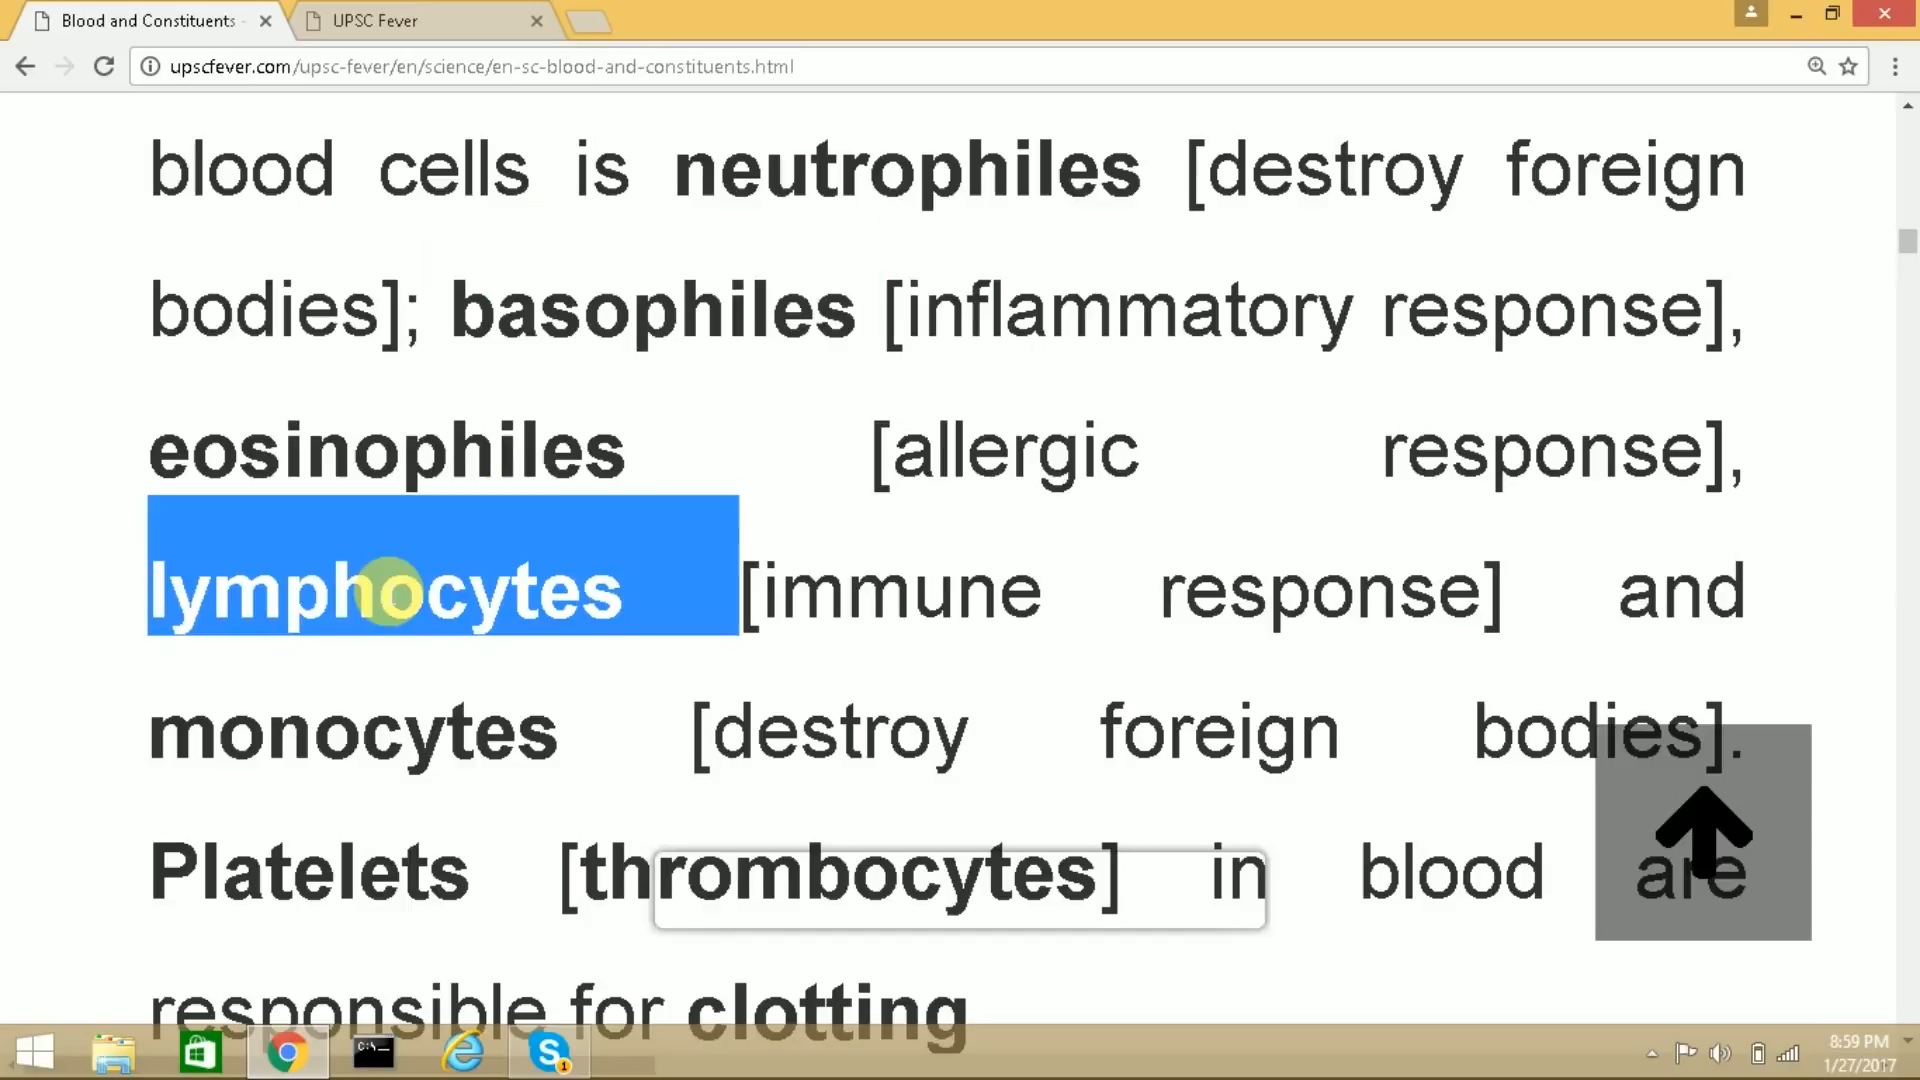 Blood and Constituents -
UPSC Fever
upscfever.com/upsc-fever/en/science/en-sc-blood-and-constituents.html
blood cells is neutrophiles [destroy foreign
bodies]; basophiles [inflammatory response],
eosinophiles [allergic response],
lymphocytes [immune response] and
monocytes [destroy foreign bodies].
Platelets [thrombocytes] in blood are
responsible for clotting
C:\_
1
8:59 PM
1/27/2017